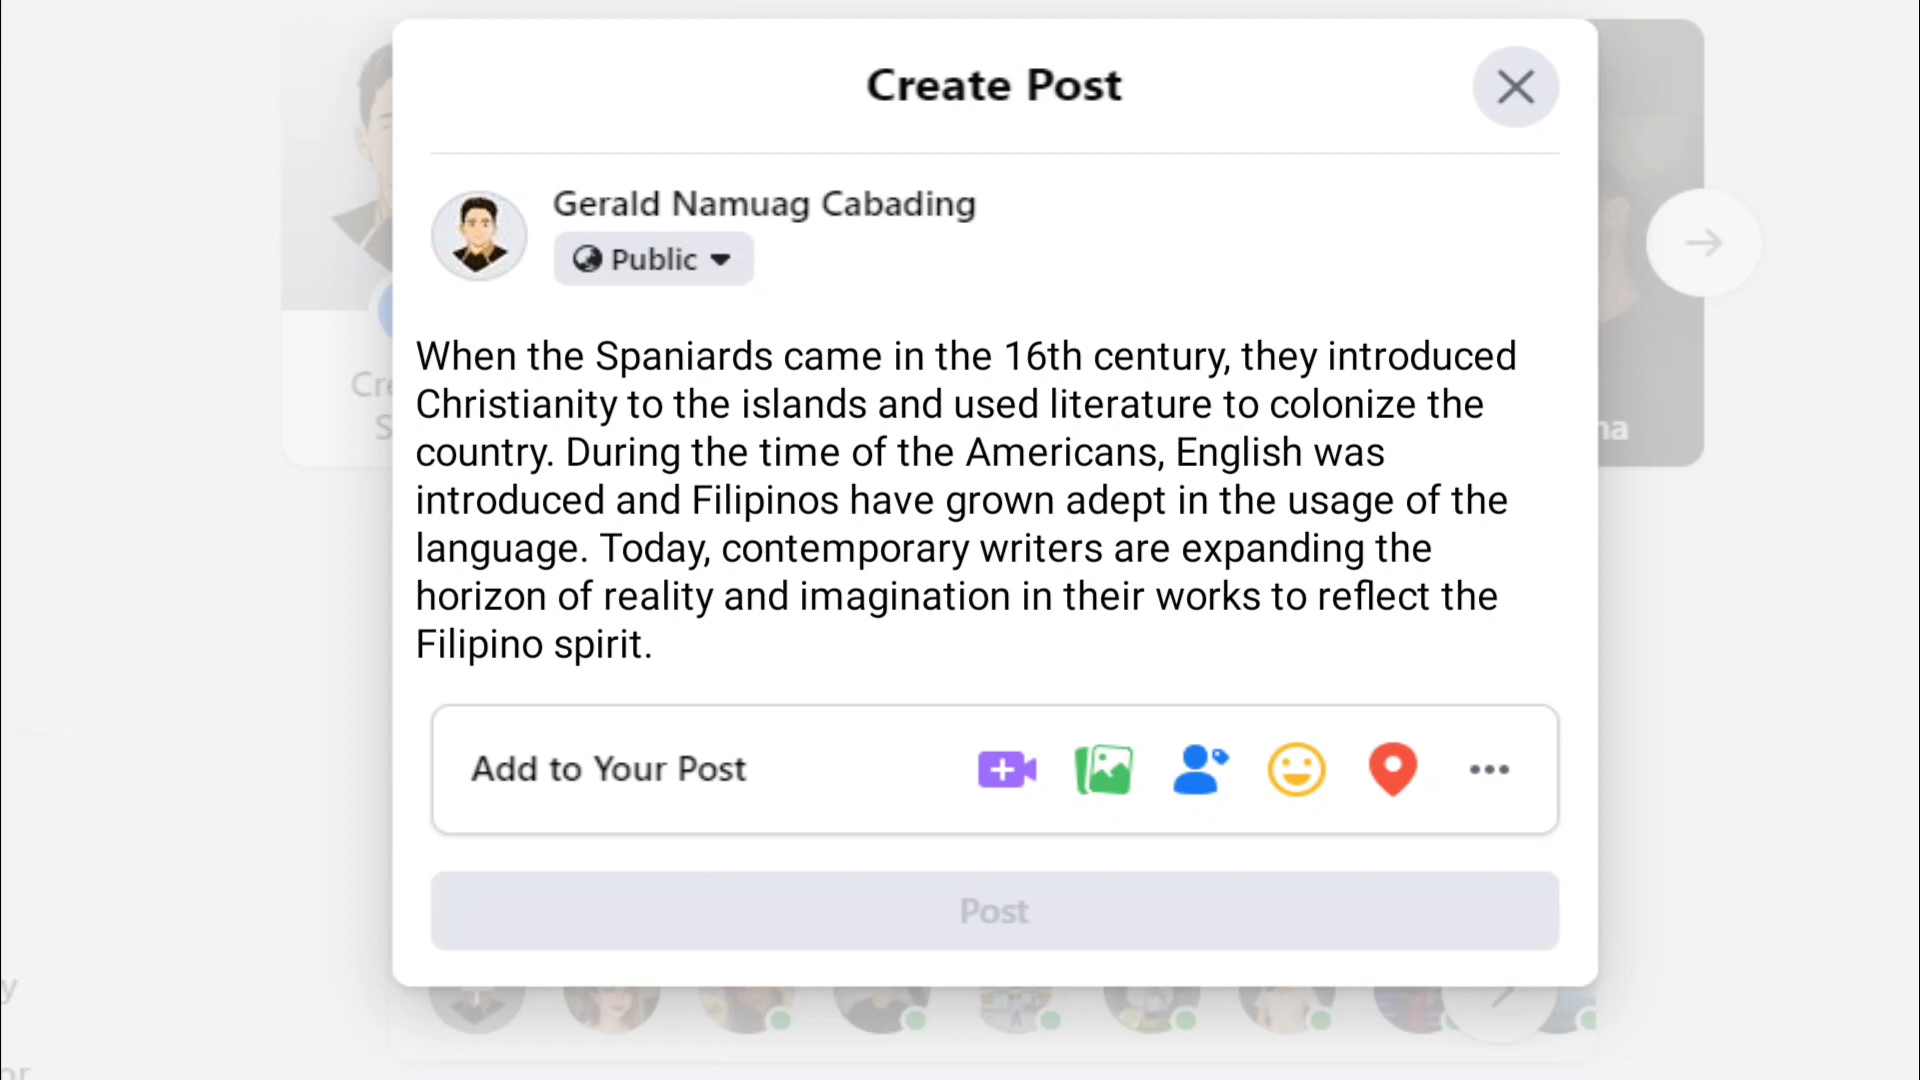 Create Post
Gerald Namuag Cabading
Public
When the Spaniards came in the 16th century, they introduced
Christianity to the islands and used literature to colonize the
country. During the time of the Americans, English was
introduced and Filipinos have grown adept in the usage of the
language. Today, contemporary writers are expanding the
horizon of reality and imagination in their works to reflect the
Filipino spirit.
Add to Your Post
Post